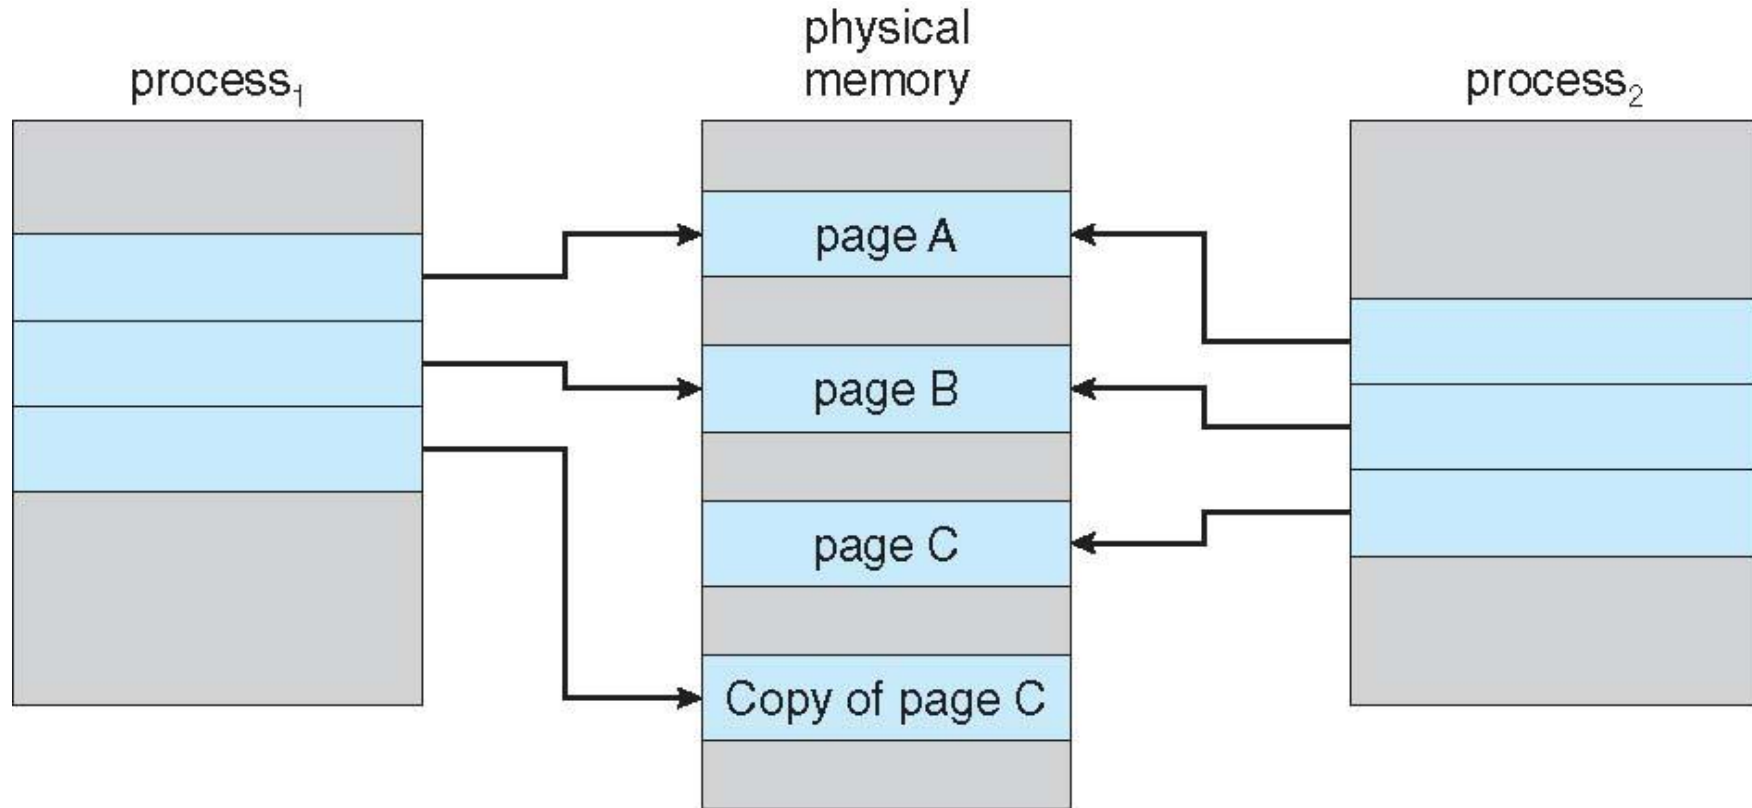 physical
memory
process₁
process₂
page A
page B
page C
Copy of page C